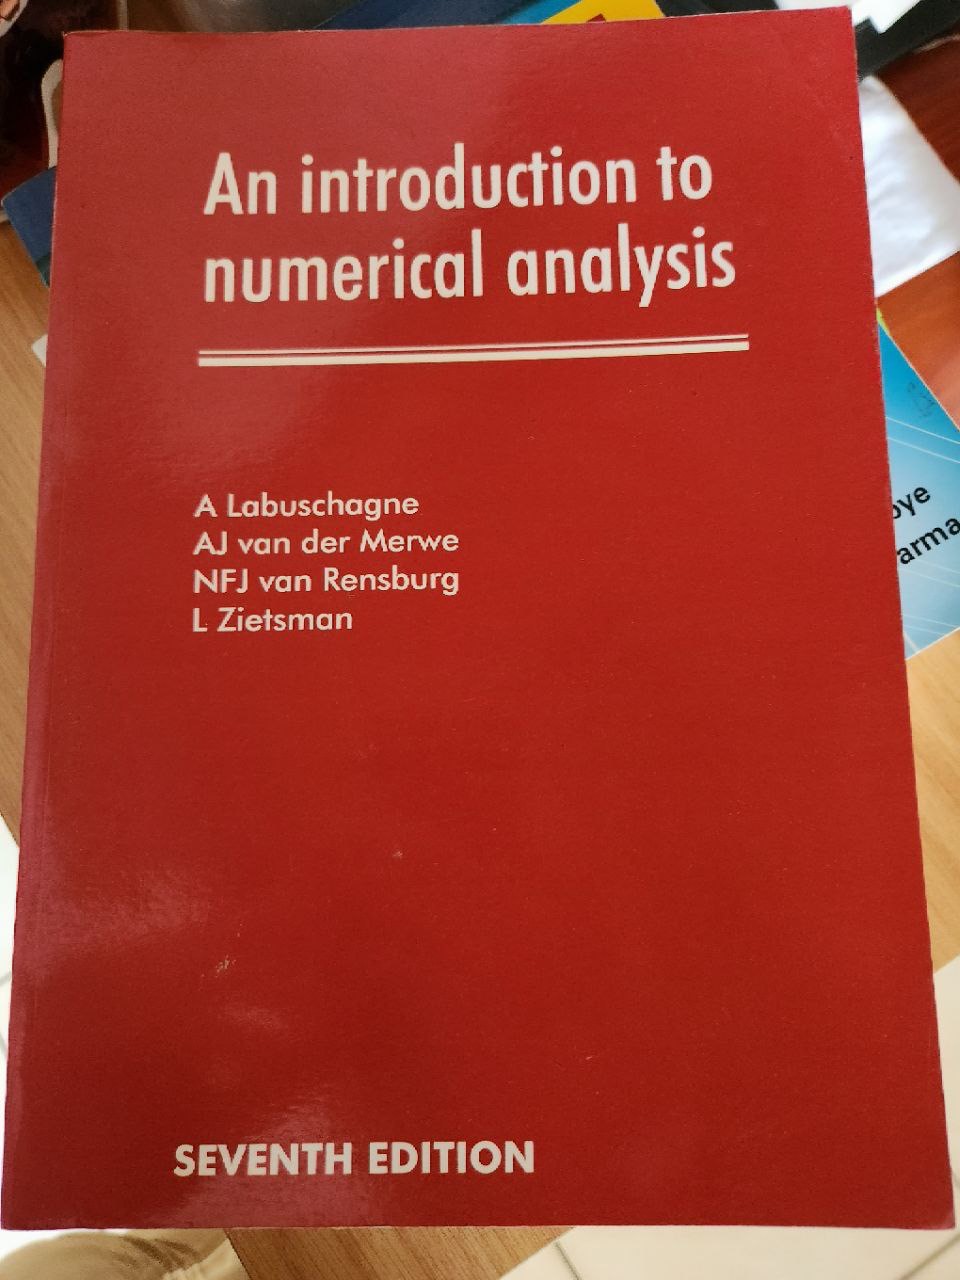 An introduction to
numerical analysis
A Labuschagne
AJ van der Merwe
NFJ van Rensburg
L Zietsman
SEVENTH EDITION